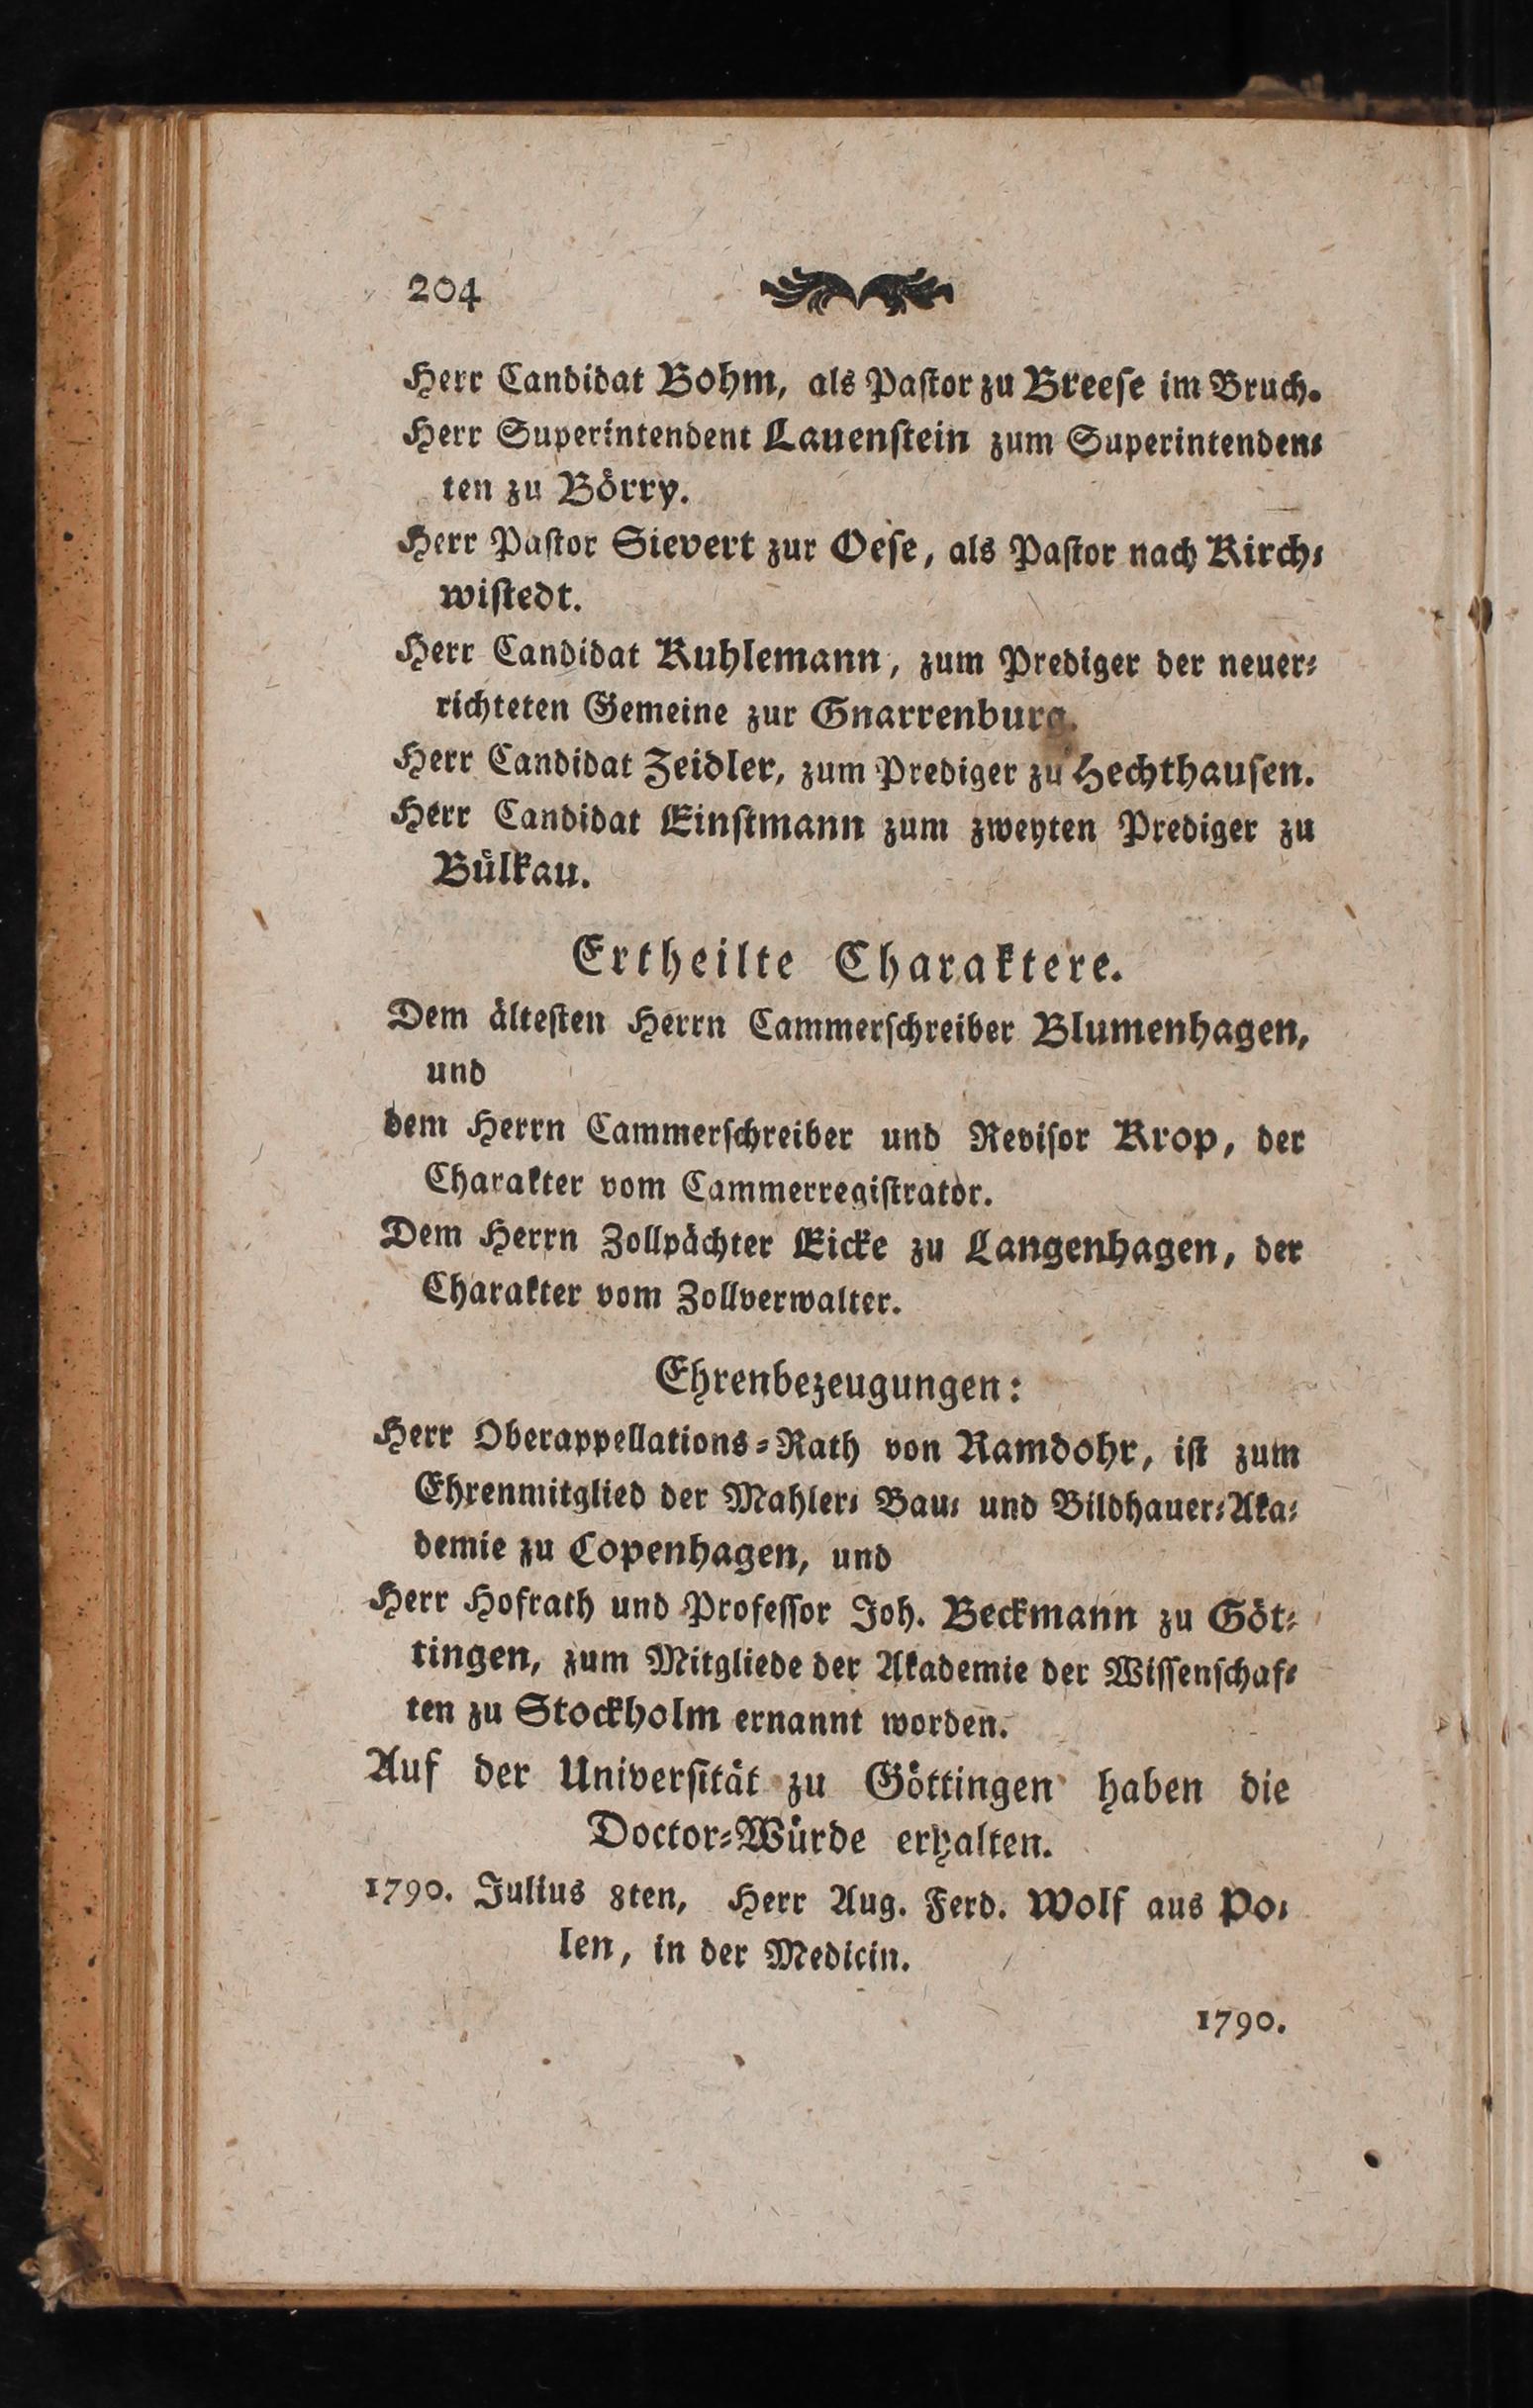 204
Herr Candidat Bohm, als Paſtor zu Breeſe im Bruch.
Herr Superintendent Lauenſtein zum Superintenden⸗
ten zu Börry.
Herr Paſtor Sievert zur Oeſe, als Paſtor nach Kirch⸗
wiſtedt.
Herr Candidat Kuhlemann, zum Prediger der neuer⸗
richteten Gemeine zur Gnarrenburg.
Herr Candidat Zeidler, zum Prediger zu Hechthauſen.
Herr Candidat Einſtmann zum zweyten Prediger zu
Bülkau.
Ertheilte Charaktere.
Dem älteſten Herrn Cammerſchreiber Blumenhagen,
und
dem Herrn Cammerſchreiber und Reviſor Krop, der
Charakter vom Cammerregiſtrator.
Dem Herrn Zollpächter Eicke zu Langenhagen, der
Charakter vom Zollverwalter.
Ehrenbezeugungen:
Herr Oberappellations⸗Rath von Ramdohr, iſt zum
Ehrenmitglied der Mahler⸗ Bau⸗ und Bildhauer⸗Aka⸗
demie zu Copenhagen, und
Herr Hofrath und Profeſſor Joh. Beckmann zu Göt⸗
tingen, zum Mitgliede der Akademie der Wiſſenſchaf⸗
ten zu Stockholm ernannt worden.
Auf der Univerſität zu Göttingen haben die
Doctor⸗Würde erhalten.
1790. Julius 8ten, Herr Aug. Ferd. Wolf aus Po⸗
len, in der Medicin.
1790.